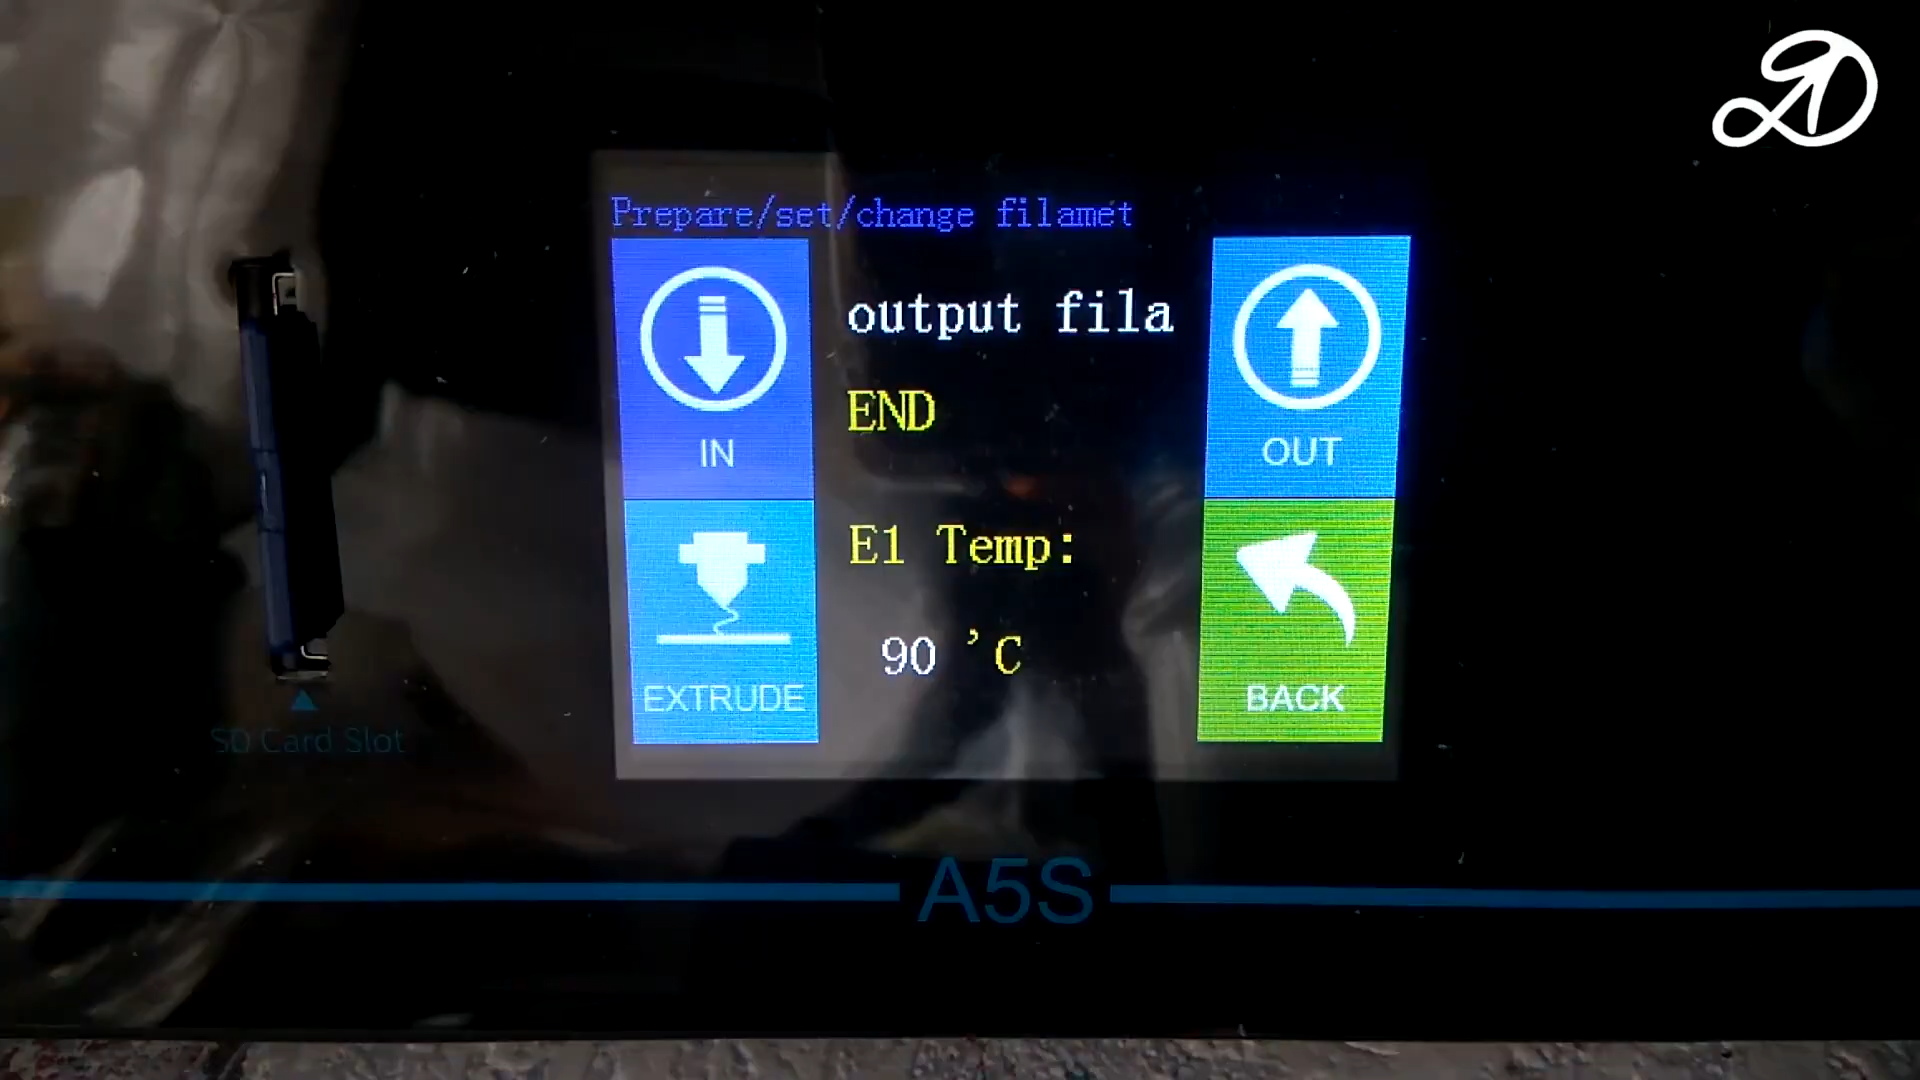 Prepare/set/change filamet
output fila
END
IN
OUT
E1 Temp:
90 'C
EXTRUDE
BACK
SD Card Slot
A5S